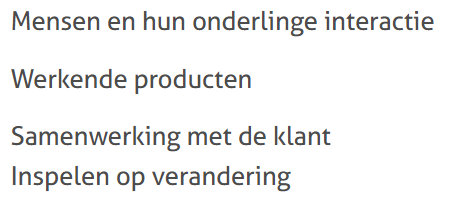 Mensen en hun onderlinge interactie
Werkende producten
Samenwerking met de klant
Inspelen op verandering